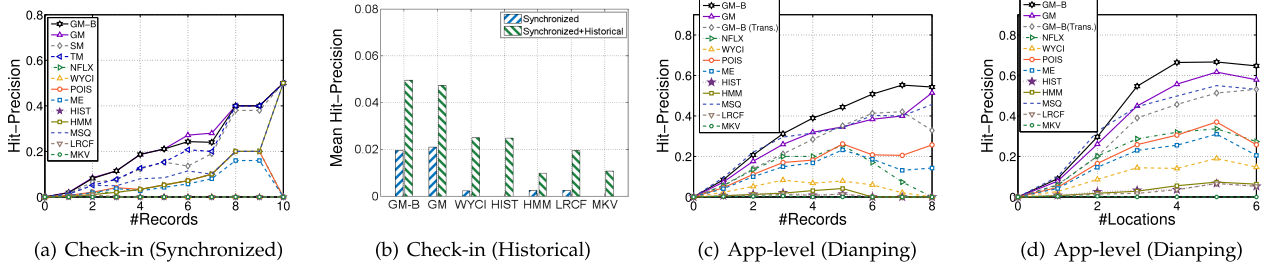 Hit−Precision
0.8
0.6
0.4
0.2
0
GM−B
GM
SM
TM
NFLX
WYCI
POIS
ME
HIST
HMM
MSQ
LRCF
MKV
0 2 4 6 8 10
#Records
(a) Check-in (Synchronized)
Mean Hit−Precision
0.08
0.06
0.04
0.02
0
Synchronized
Synchronized+Historical
GM-B GM WYCI HIST HMM LRCF MKV
(b) Check-in (Historical)
Hit−Precision
0.8
0.6
0.4
0.2
0
GM−B
GM
GM−B (Trans.)
NFLX
WYCI
POIS
ME
HIST
HMM
MSQ
LRCF
MKV
0 2 4 6 8
#Records
(c) App-level (Dianping)
Hit−Precision
0.8
0.6
0.4
0.2
0
GM−B
GM
GM−B(Trans.)
NFLX
WYCI
POIS
ME
HIST
HMM
MSQ
LRCF
MKV
0 2 4 6
#Locations
(d) App-level (Dianping)